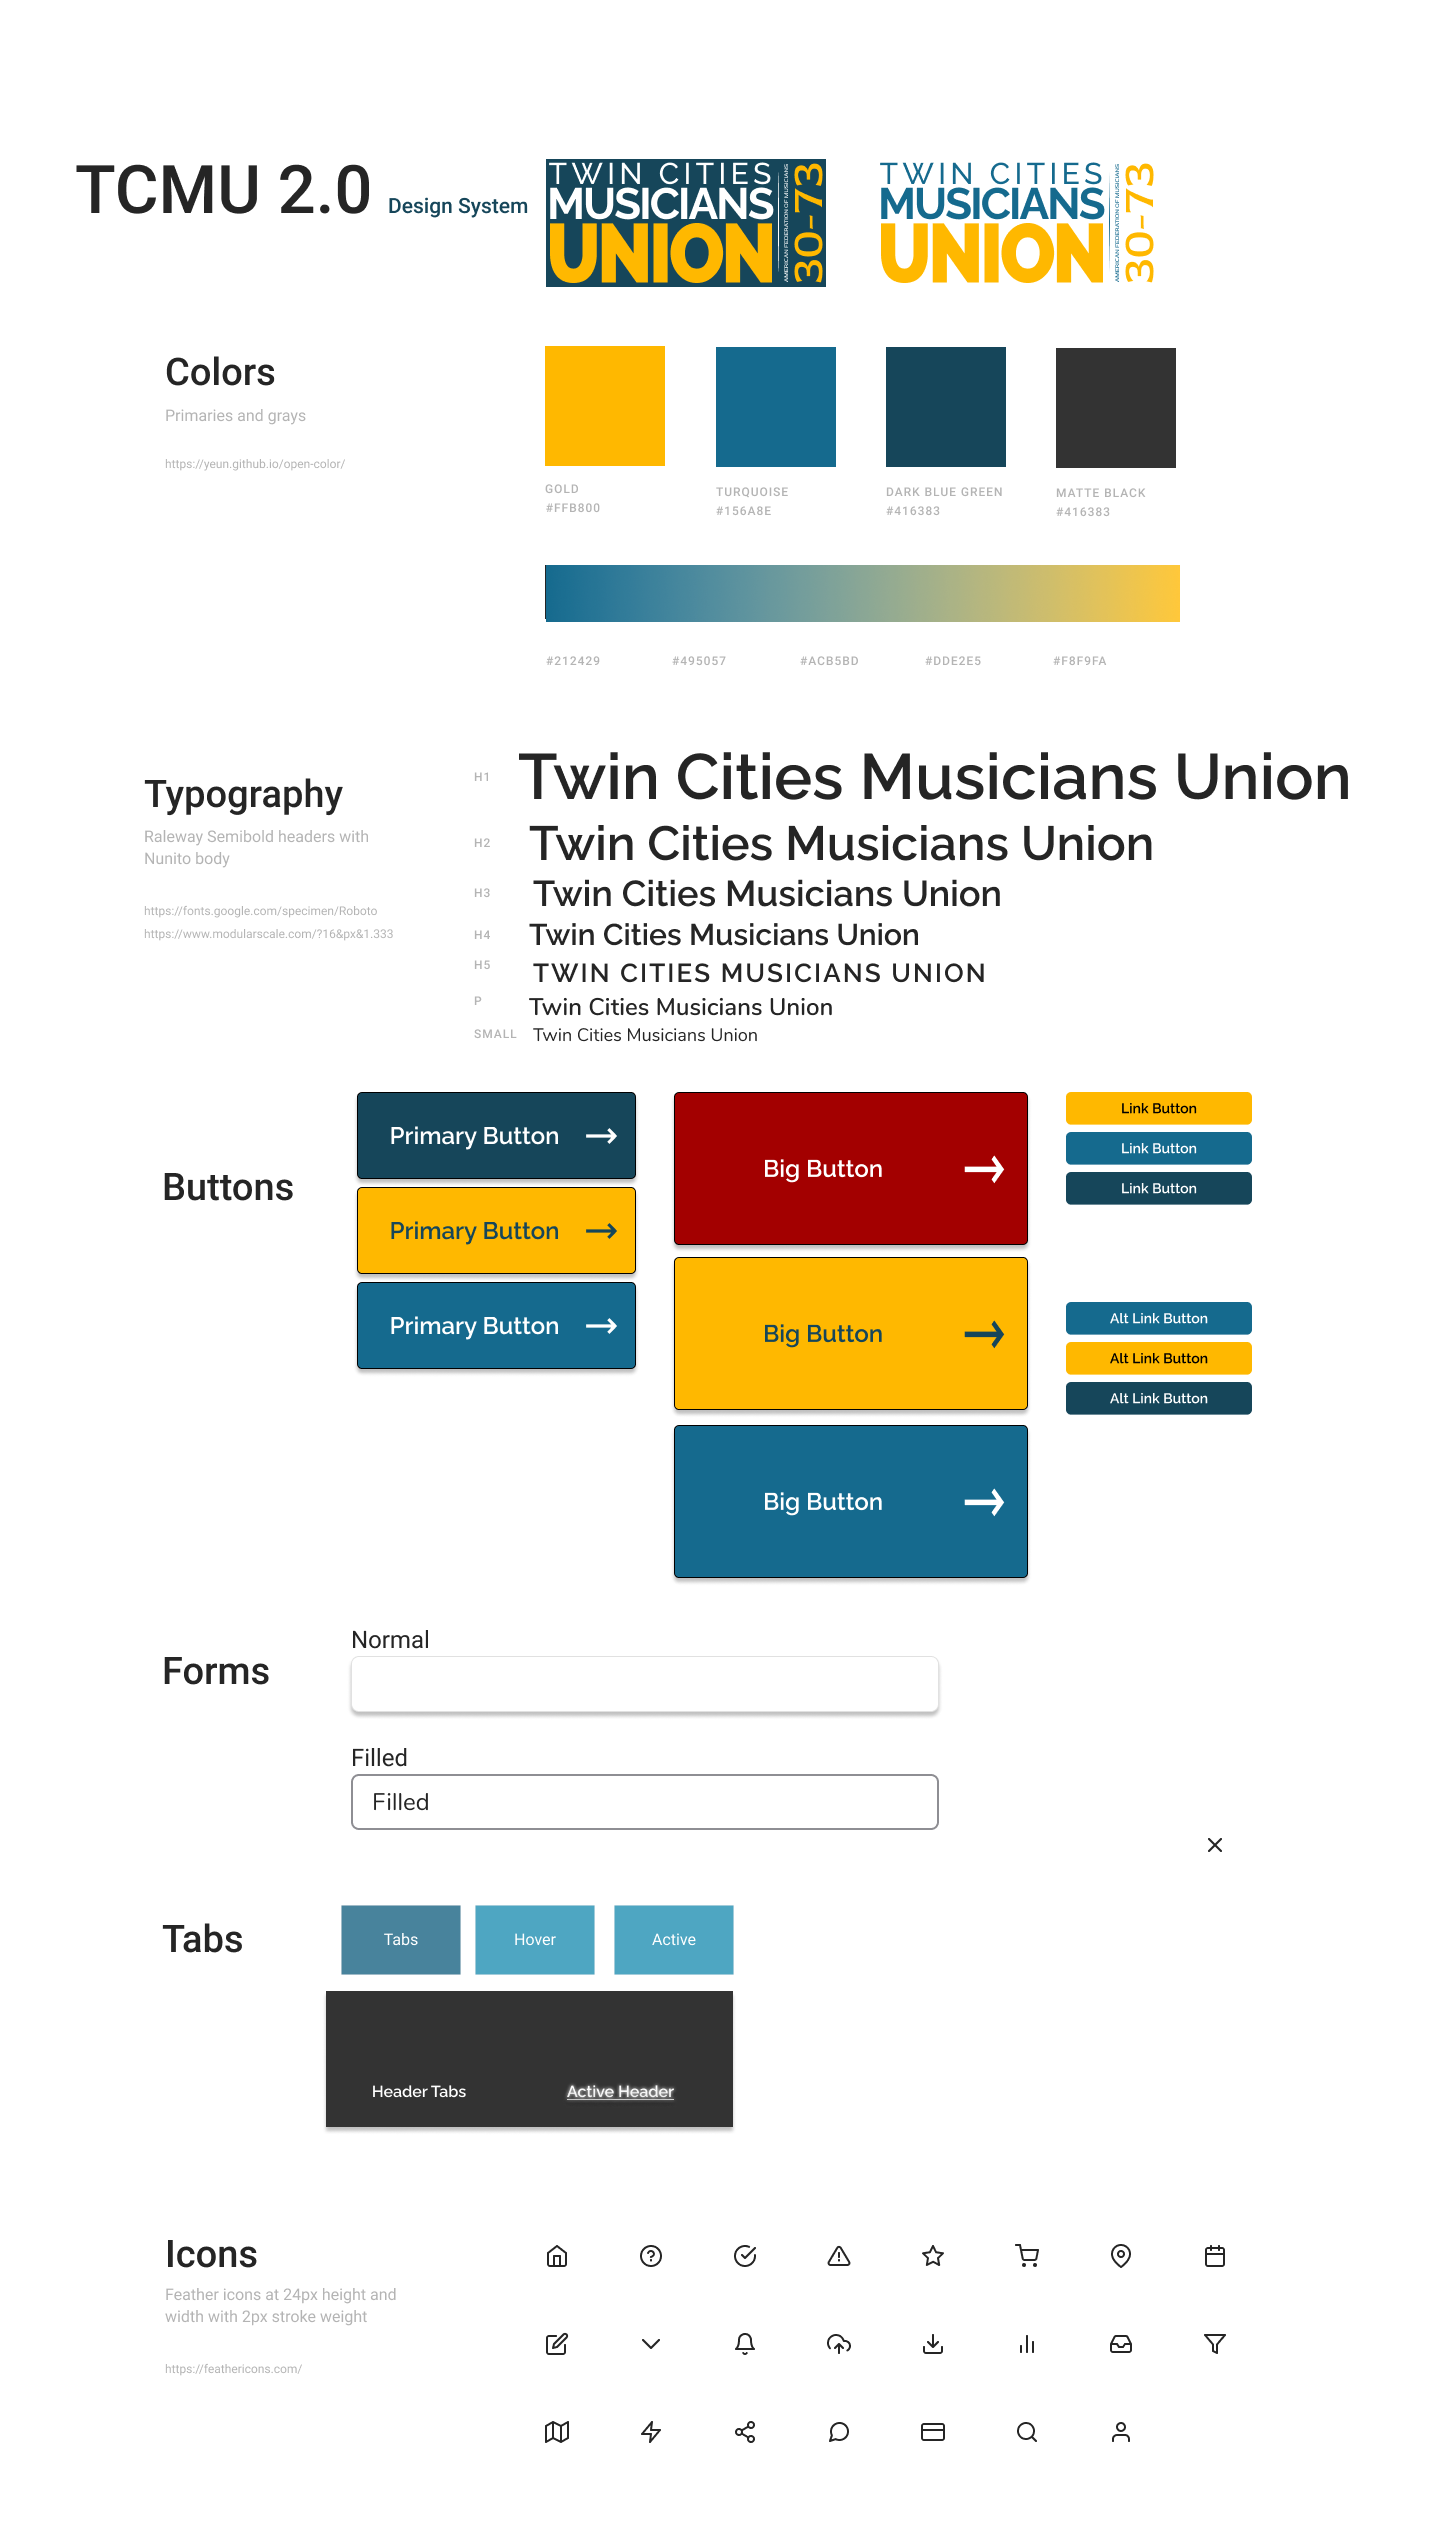 TCMU 2.0 Design System
TWIN CITIES
MUSICIANS
UNION
AMERICAN FEDERATION OF MUSICIANS
30-73
TWIN CITIES
MUSICIANS
UNION
AMERICAN FEDERATION OF MUSICIANS
30-73
Colors
Primaries and grays
https://yeun.github.io/open-color/
GOLD
#FFB800
TURQUOISE
#156A8E
DARK BLUE GREEN
#416383
MATTE BLACK
#416383
#212429 #495057 #ACB5BD #DDE2E5 #F8F9FA
Typography
Raleway Semibold headers with
Nunito body
https://fonts.google.com/specimen/Roboto
https://www.modularscale.com/?16&px&1.333
H1 Twin Cities Musicians Union
H2 Twin Cities Musicians Union
H3 Twin Cities Musicians Union
H4 Twin Cities Musicians Union
H5 TWIN CITIES MUSICIANS UNION
P Twin Cities Musicians Union
SMALL Twin Cities Musicians Union
Buttons
Primary Button
Primary Button
Primary Button
Big Button
Big Button
Big Button
Link Button
Link Button
Link Button
Alt Link Button
Alt Link Button
Alt Link Button
Forms
Normal
Filled
Filled
Tabs
Tabs Hover Active
Header Tabs Active Header
Icons
Feather icons at 24px height and
width with 2px stroke weight
https://feathericons.com/